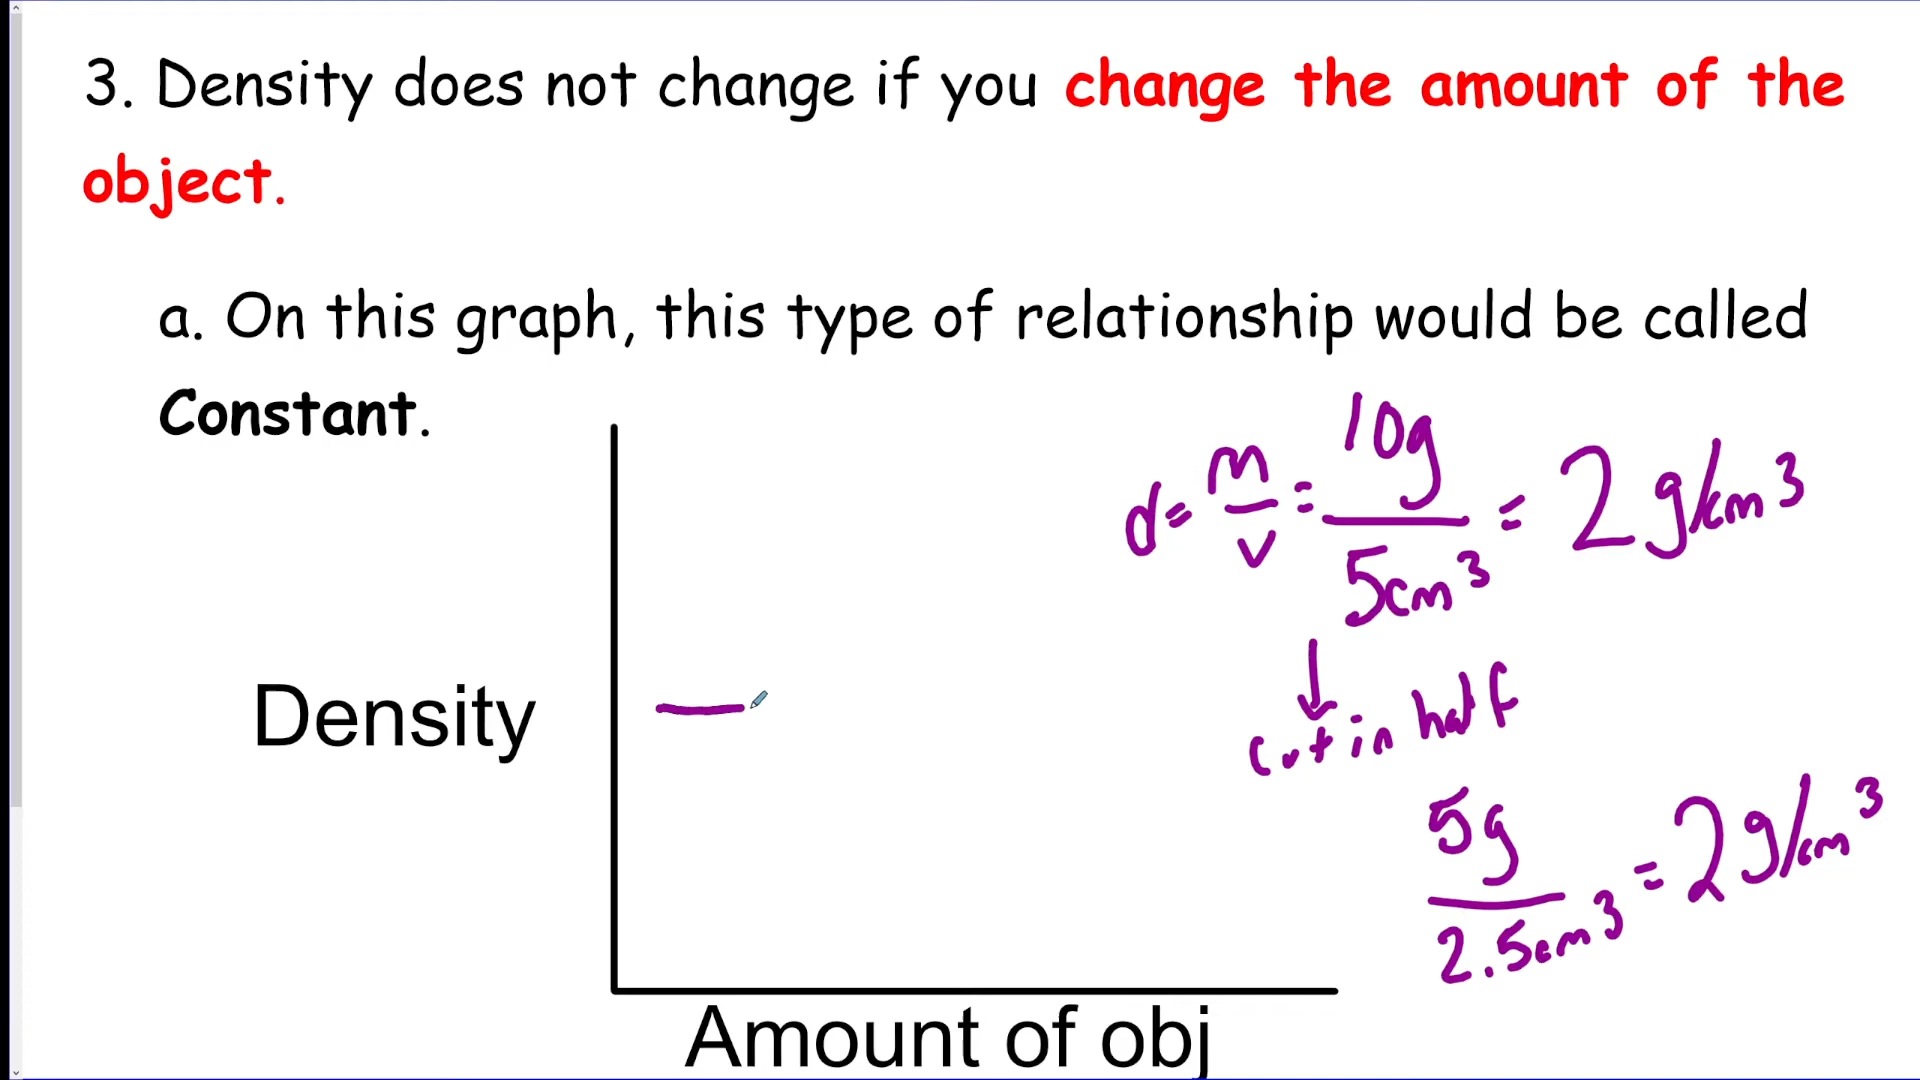 3. Density does not change if you change the amount of the
object.
a. On this graph, this type of relationship would be called
Constant.
d = m/v = 10g/5cm³ = 2 g/cm³
cut in half
Density
5g/2.5cm³ = 2 g/cm³
Amount of obj